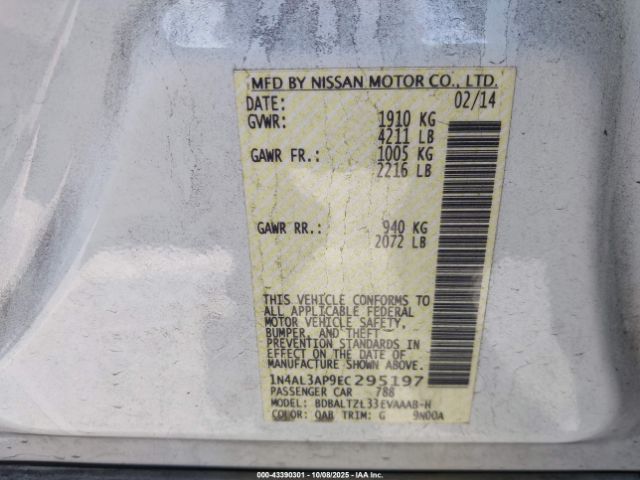 MFD BY NISSAN MOTOR CO., LTD.
DATE: 02/14
GVWR: 1910 KG
4211 LB
GAWR FR.: 1005 KG
2216 LB
GAWR RR.: 940 KG
2072 LB
THIS VEHICLE CONFORMS TO
ALL APPLICABLE FEDERAL
MOTOR VEHICLE SAFETY,
BUMPER, AND THEFT
PREVENTION STANDARDS
IN EFFECT ON THE DATE OF
MANUFACTURE SHOWN ABOVE.
1N4AL3AP9EC295197
PASSENGER CAR 788
MODEL: BDBALTZL33EVAAAB-H
COLOR: QAB TRIM: G 9N00A
000-43390301 - 10/08/2025 - IAAI.COM